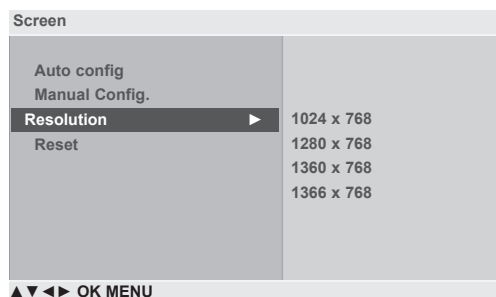 Screen
Auto config
Manual Config.
Resolution ►
Reset
1024 x 768
1280 x 768
1360 x 768
1366 x 768
▲▼◄► OK MENU